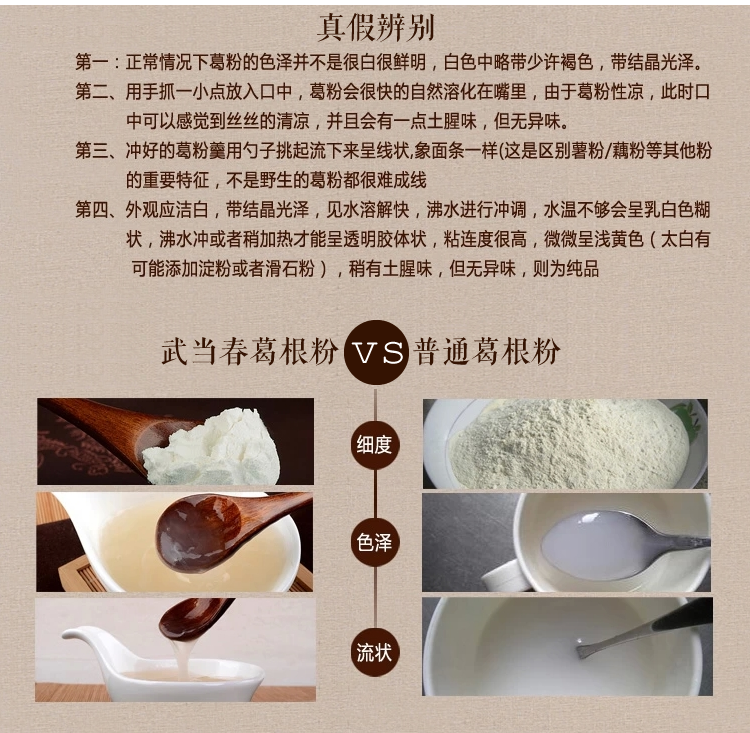 真假辨别
第一：正常情况下葛粉的色泽并不是很白很鲜明，白色中略带少许褐色，带结晶光泽。
第二、用手抓一小点放入口中，葛粉会很快的自然溶化在嘴里，由于葛粉性凉，此时口
中可以感觉到丝丝的清凉，并且会有一点土腥味，但无异味。
第三、冲好的葛粉羹用勺子挑起流下来呈线状,象面条一样(这是区别薯粉/藕粉等其他粉
的重要特征，不是野生的葛粉都很难成线
第四、外观应洁白，带结晶光泽，见水溶解快，沸水进行冲调，水温不够会呈乳白色糊
状，沸水冲或者稍加热才能呈透明胶体状，粘连度很高，微微呈浅黄色（太白有
可能添加淀粉或者滑石粉），稍有土腥味，但无异味，则为纯品
武当春葛根粉 VS 普通葛根粉
细度
色泽
流状